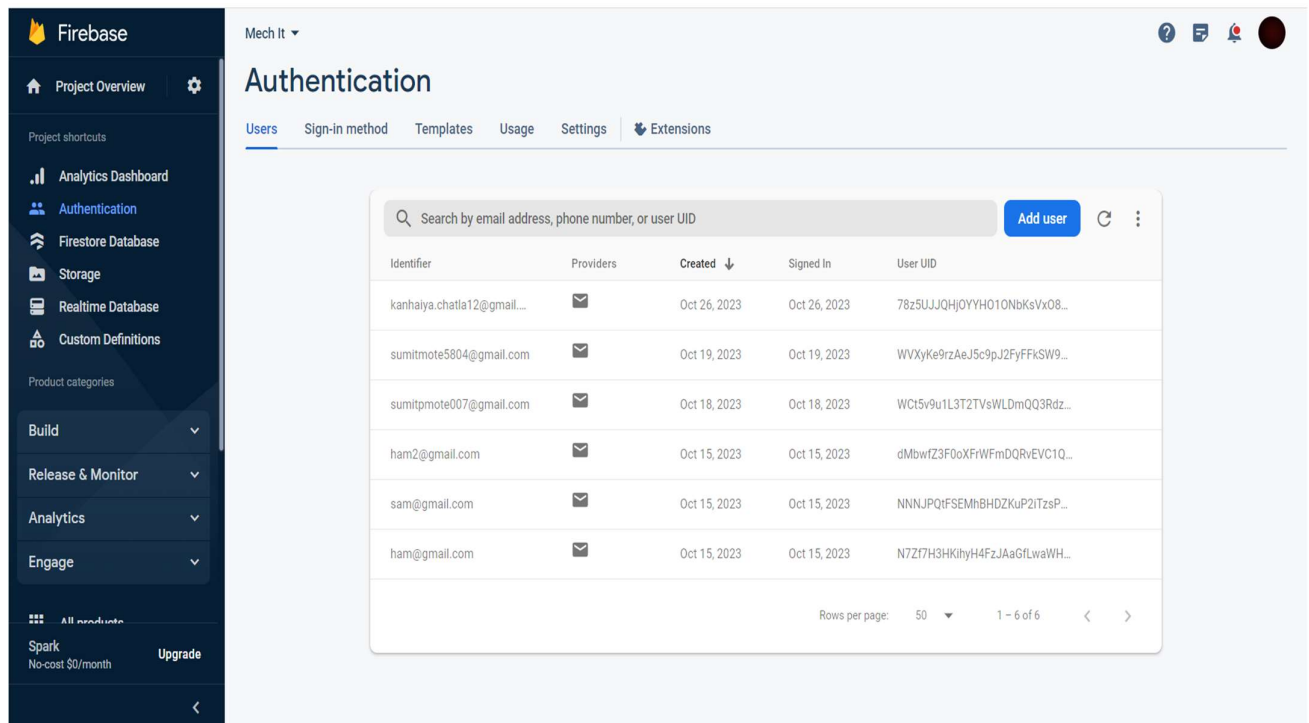 Firebase
Project Overview
Project shortcuts
Analytics Dashboard
Authentication
Firestore Database
Storage
Realtime Database
Custom Definitions
Product categories
Build
Release & Monitor
Analytics
Engage
All products
Spark
No-cost $0/month
Upgrade
Mech It
Authentication
Users Sign-in method Templates Usage Settings Extensions
Search by email address, phone number, or user UID
Add user
Identifier Providers Created Signed In User UID
kanhaiya.chatla12@gmail.... Oct 26, 2023 Oct 26, 2023 78z5UJJQHjOYYHO1ONbKsVxO8...
sumitmote5804@gmail.com Oct 19, 2023 Oct 19, 2023 WVXyKe9rzAeJ5c9pJ2FyFFkSW9...
sumitpmote007@gmail.com Oct 18, 2023 Oct 18, 2023 WCt5v9u1L3T2TVsWLDmQQ3Rdz...
ham2@gmail.com Oct 15, 2023 Oct 15, 2023 dMbwfZ3F0oXFrWFmDQRvEVC1Q...
sam@gmail.com Oct 15, 2023 Oct 15, 2023 NNNJPQtFSEMhBHDZKuP2iTzsP...
ham@gmail.com Oct 15, 2023 Oct 15, 2023 N7Zf7H3HKihyH4FzJAaGfLwaWH...
Rows per page: 50 1 – 6 of 6